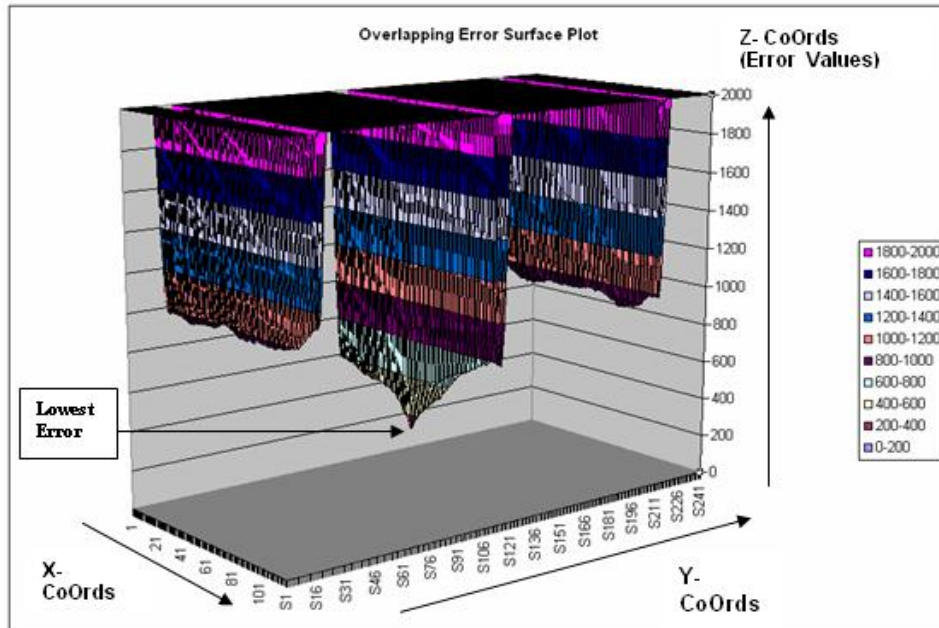 Overlapping Error Surface Plot
Z- CoOrds
(Error Values)
2000
1800
1600
1400
1200
1000
800
600
400
200
0
1800-2000
1600-1800
1400-1600
1200-1400
1000-1200
800-1000
600-800
400-600
200-400
0-200
Lowest
Error
1
21
41
61
81
101
S1
S16
S31
S46
S61
S76
S91
S106
S121
S136
S151
S166
S181
S196
S211
S226
S241
X-
CoOrds
Y-
CoOrds